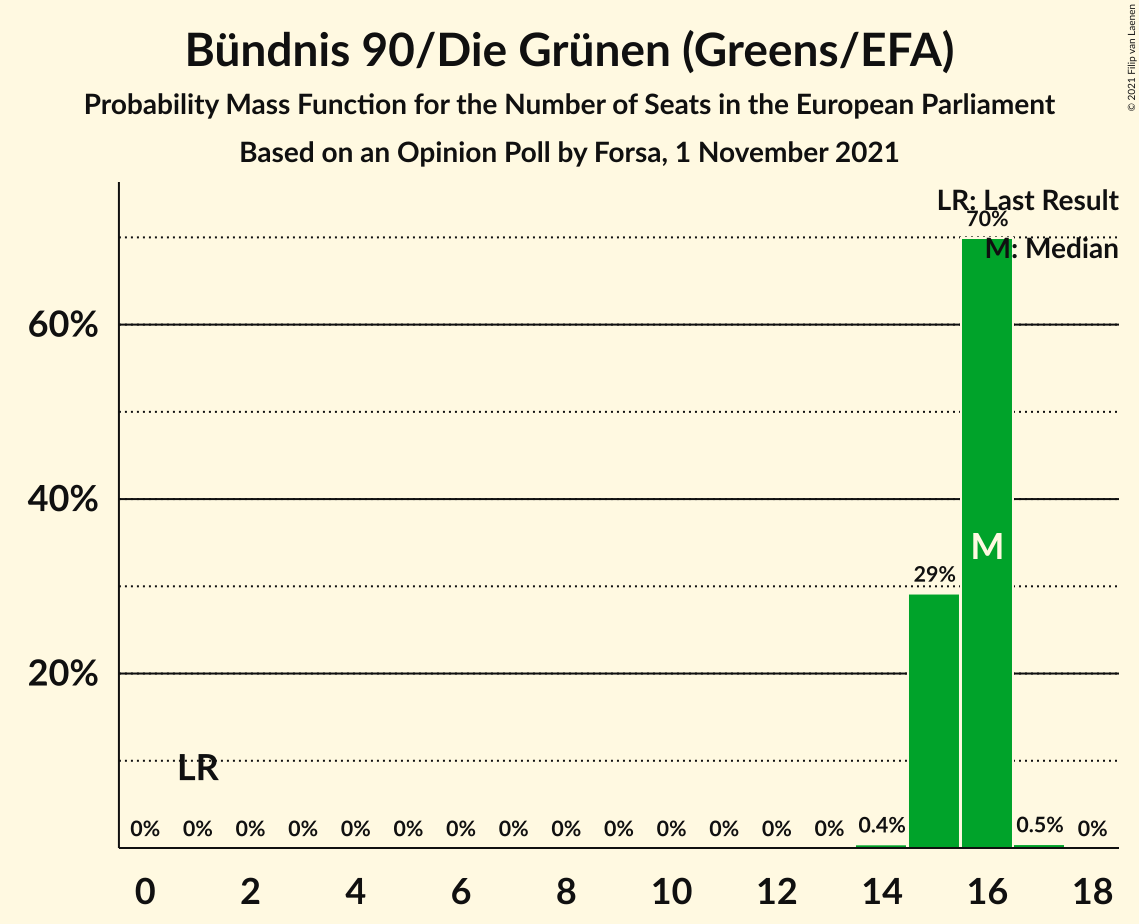 Bündnis 90/Die Grünen (Greens/EFA)
Probability Mass Function for the Number of Seats in the European Parliament
Based on an Opinion Poll by Forsa, 1 November 2021
© 2021 Filip van Laenen
LR: Last Result
70%
M: Median
60%
40%
M
29%
20%
LR
0% 0% 0% 0% 0% 0% 0% 0% 0% 0% 0% 0% 0% 0% 0.4% 0.5% 0%
0 2 4 6 8 10 12 14 16 18